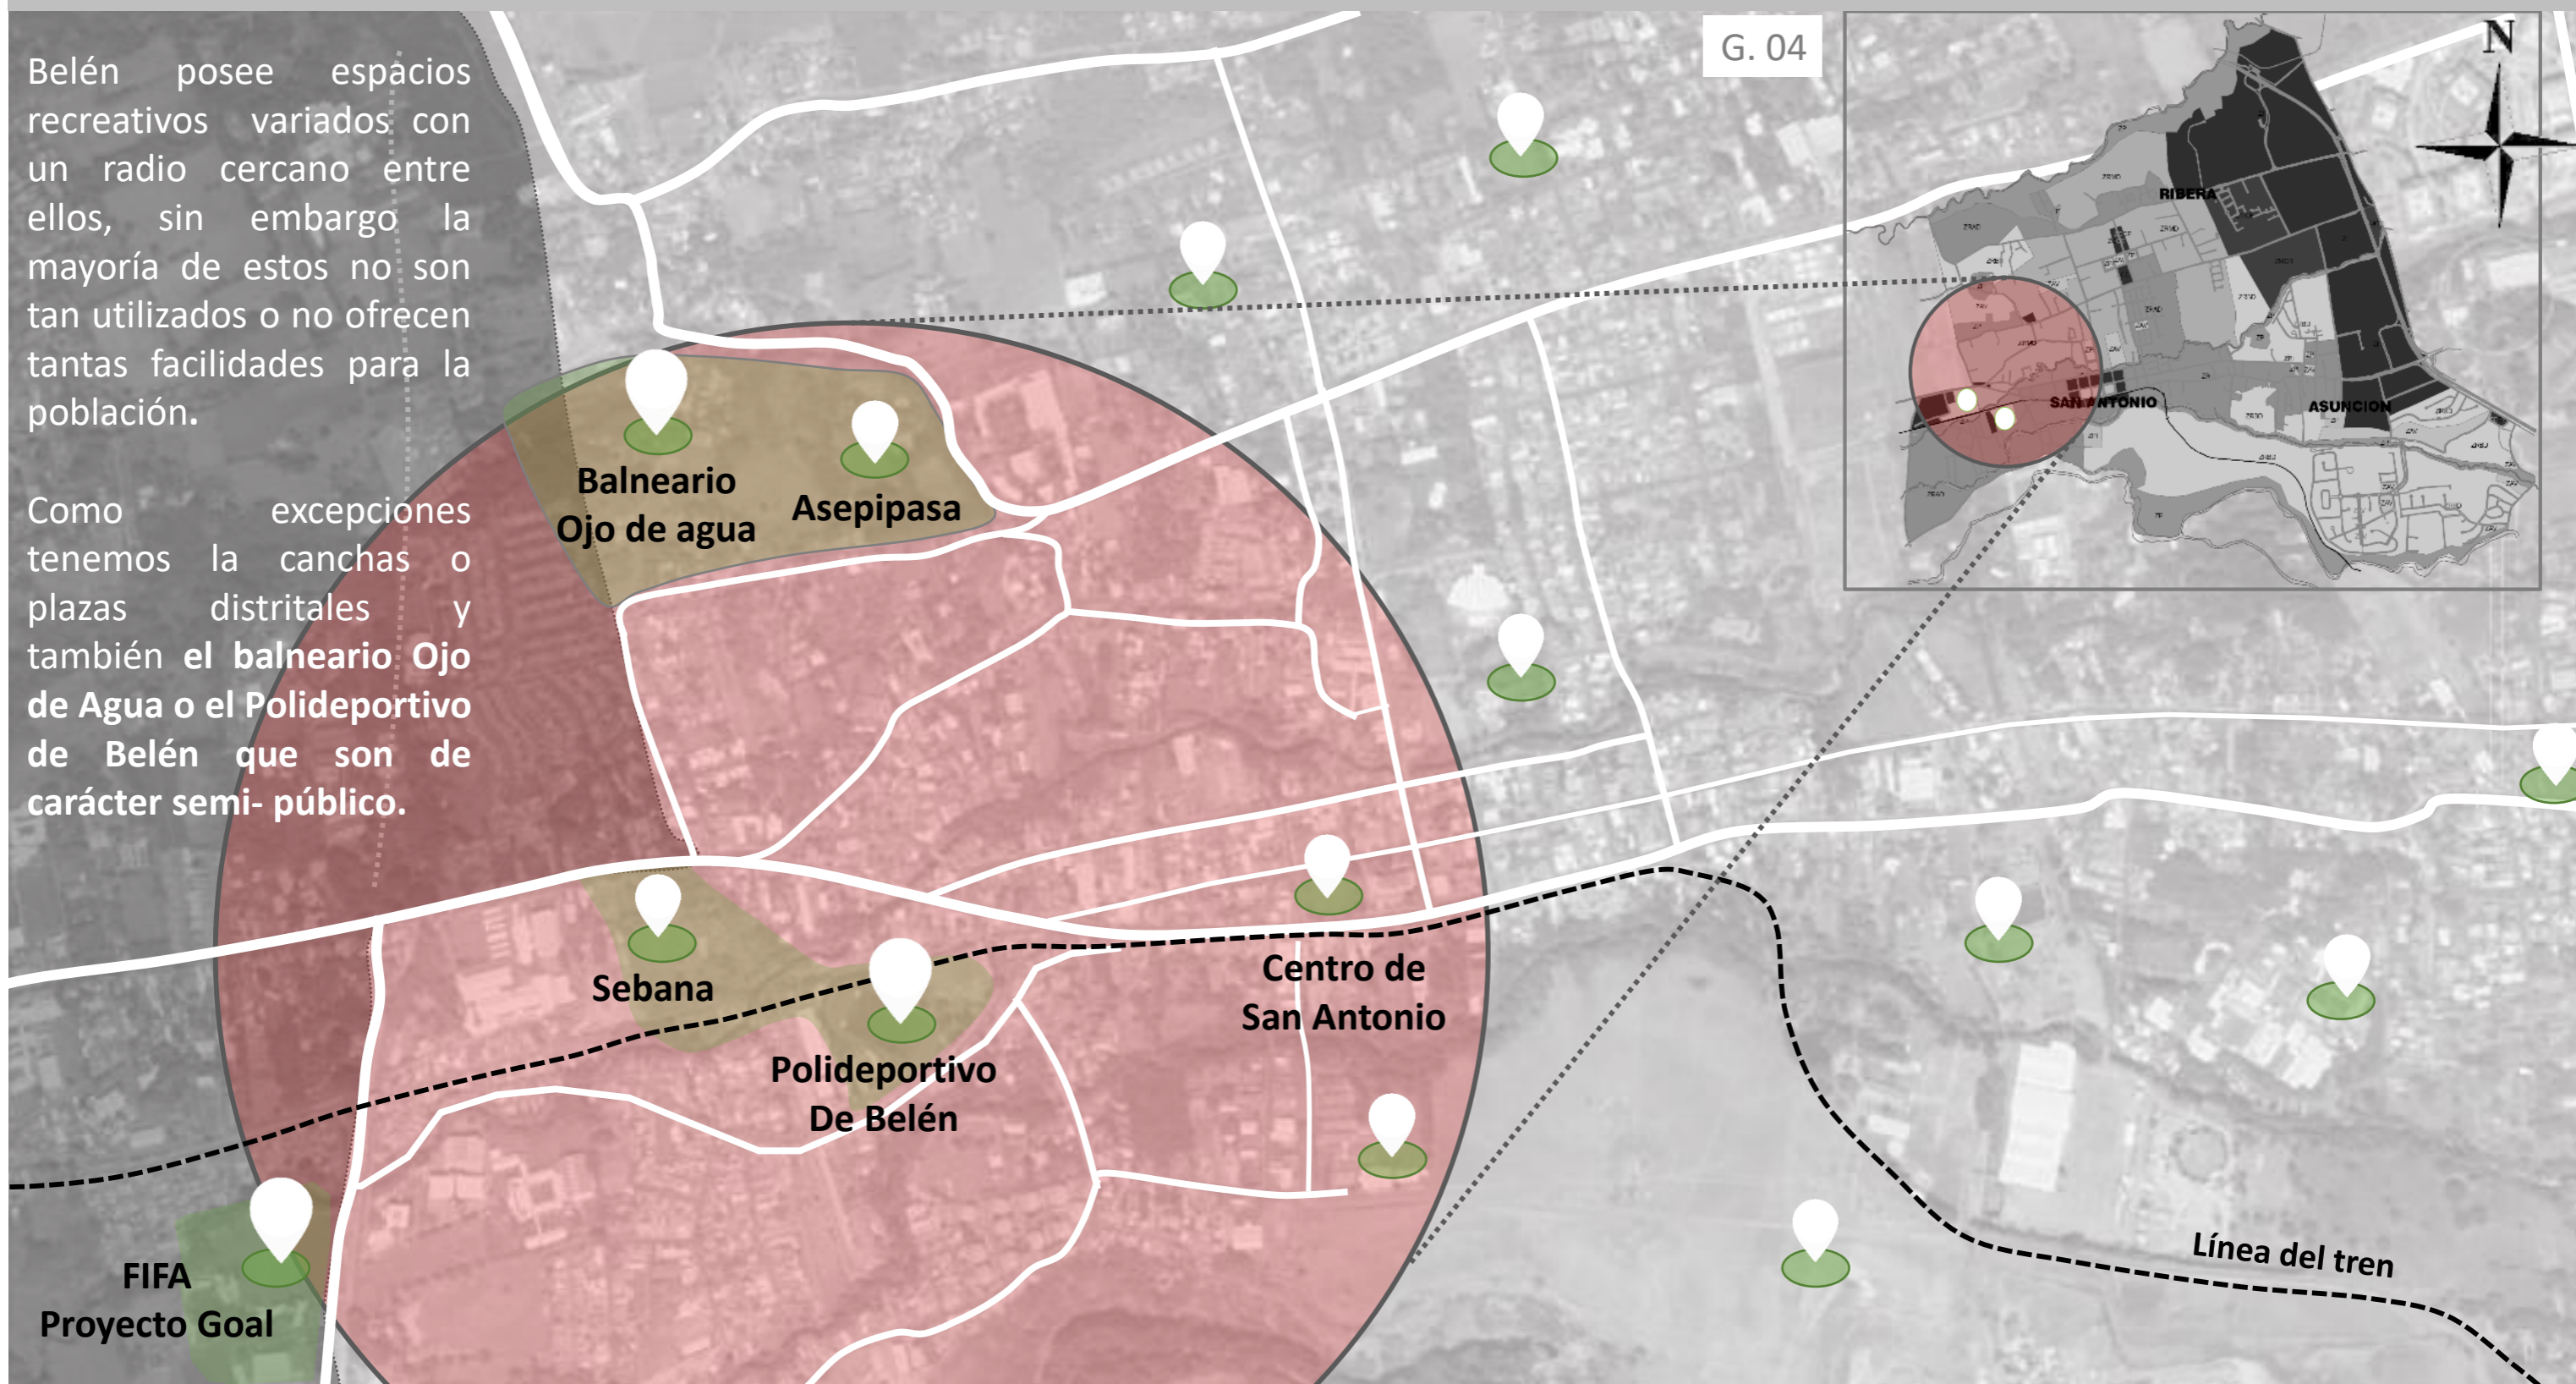 Belén posee espacios
recreativos variados con
un radio cercano entre
ellos, sin embargo la
mayoría de estos no son
tan utilizados o no ofrecen
tantas facilidades para la
población.
Como excepciones
tenemos la canchas o
plazas distritales y
también el balneario Ojo
de Agua o el Polideportivo
de Belén que son de
carácter semi- público.
G. 04
N
RIBERA
SAN ANTONIO
ASUNCION
Balneario
Ojo de agua
Asepipasa
Sebana
Polideportivo
De Belén
Centro de
San Antonio
FIFA
Proyecto Goal
Línea del tren